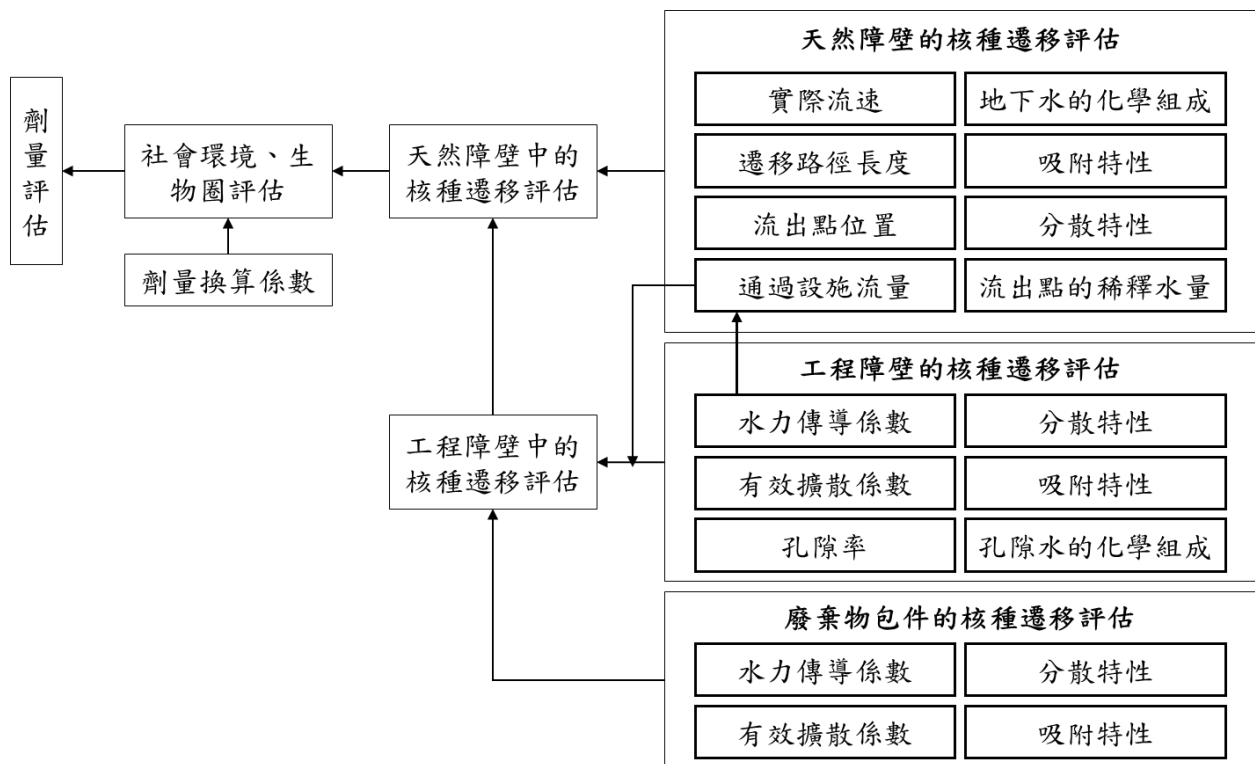 天然障壁的核種遷移評估
實際流速
地下水的化學組成
遷移路徑長度
吸附特性
流出點位置
分散特性
通過設施流量
流出點的稀釋水量
劑
量
評
估
社會環境、生
物圈評估
天然障壁中的
核種遷移評估
劑量換算係數
工程障壁的核種遷移評估
水力傳導係數
分散特性
有效擴散係數
吸附特性
孔隙率
孔隙水的化學組成
工程障壁中的
核種遷移評估
廢棄物包件的核種遷移評估
水力傳導係數
分散特性
有效擴散係數
吸附特性